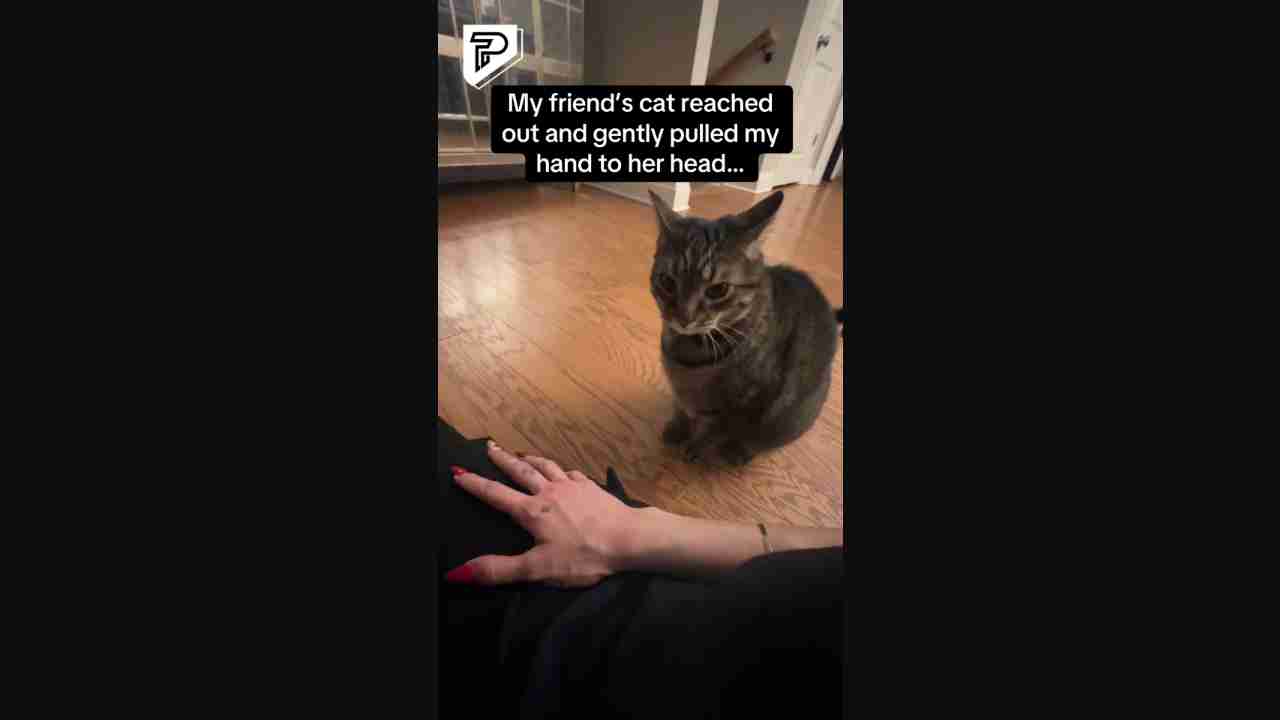 My friend's cat reached
out and gently pulled my
hand to her head...